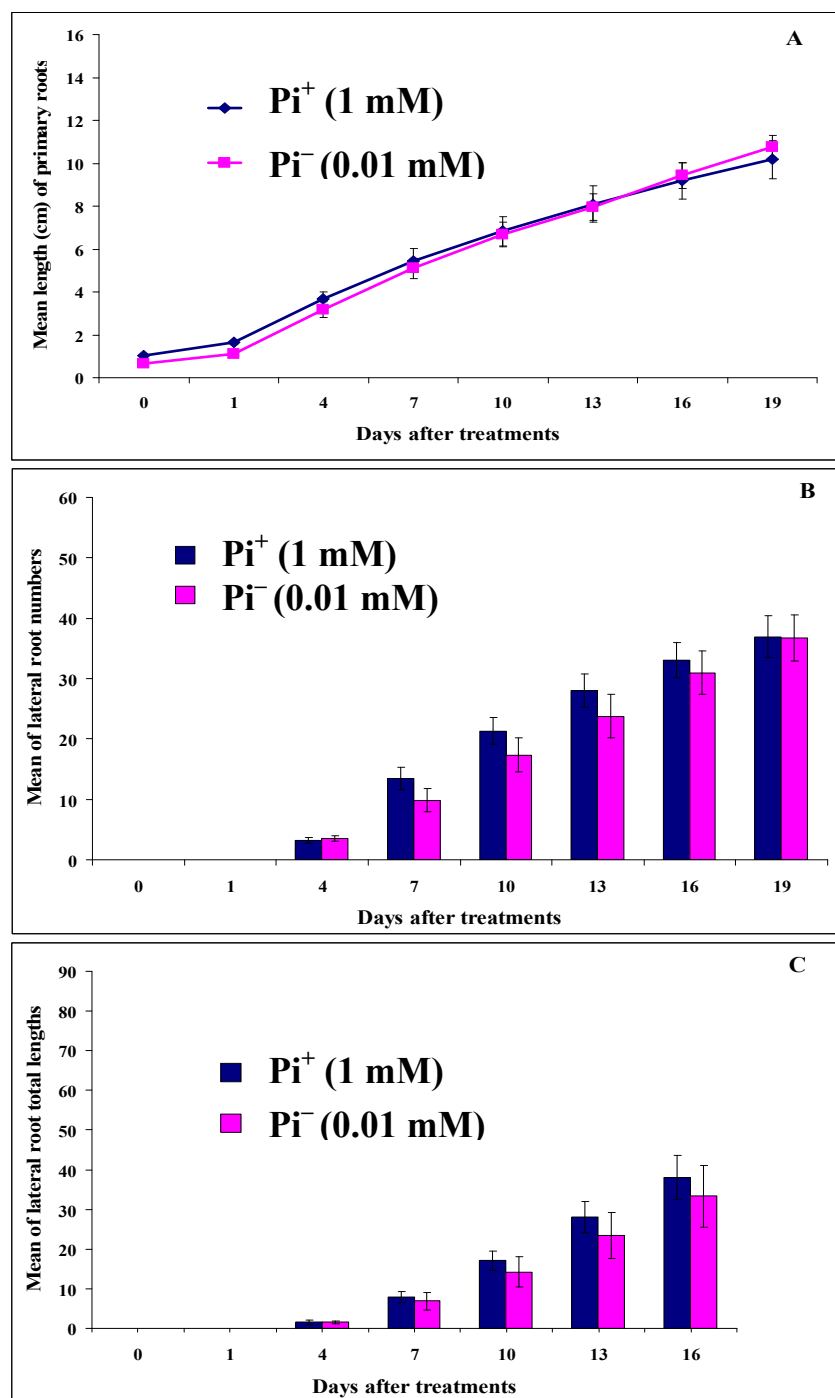 A
16
14
12
10
8
6
4
2
0
Mean length (cm) of primary roots
Pi⁺ (1 mM)
Pi⁻ (0.01 mM)
0 1 4 7 10 13 16 19
Days after treatments
B
60
50
40
30
20
10
0
Mean of lateral root numbers
Pi⁺ (1 mM)
Pi⁻ (0.01 mM)
0 1 4 7 10 13 16 19
Days after treatments
C
90
80
70
60
50
40
30
20
10
0
Mean of lateral root total lengths
Pi⁺ (1 mM)
Pi⁻ (0.01 mM)
0 1 4 7 10 13 16
Days after treatments